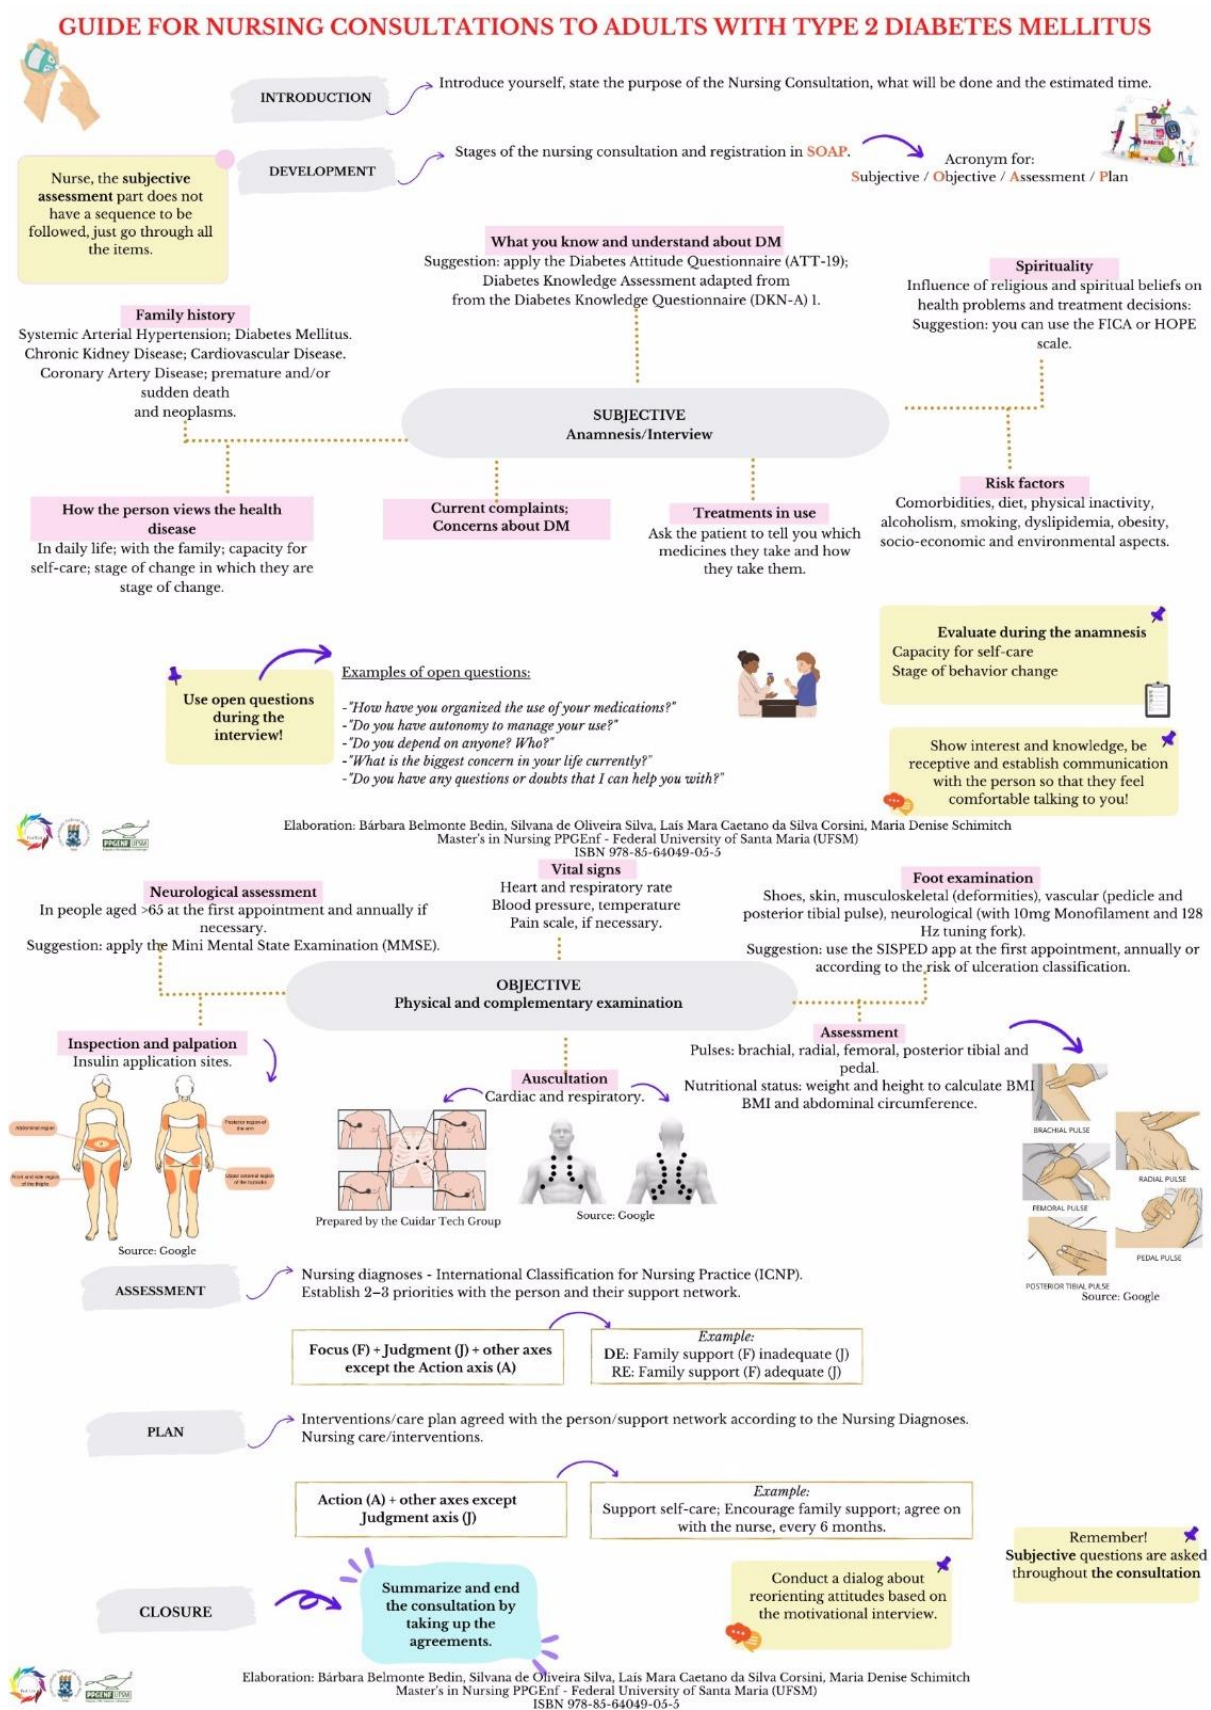 GUIDE FOR NURSING CONSULTATIONS TO ADULTS WITH TYPE 2 DIABETES MELLITUS
INTRODUCTION
Introduce yourself, state the purpose of the Nursing Consultation, what will be done and the estimated time.
DEVELOPMENT
Stages of the nursing consultation and registration in SOAP.
Acronym for:
Subjective / Objective / Assessment / Plan
Nurse, the subjective
assessment part does not
have a sequence to be
followed, just go through all
the items.
What you know and understand about DM
Suggestion: apply the Diabetes Attitude Questionnaire (ATT-19);
Diabetes Knowledge Assessment adapted from
from the Diabetes Knowledge Questionnaire (DKN-A) 1.
Spirituality
Influence of religious and spiritual beliefs on
health problems and treatment decisions:
Suggestion: you can use the FICA or HOPE
scale.
Family history
Systemic Arterial Hypertension; Diabetes Mellitus.
Chronic Kidney Disease; Cardiovascular Disease.
Coronary Artery Disease; premature and/or
sudden death
and neoplasms.
SUBJECTIVE
Anamnesis/Interview
How the person views the health
disease
In daily life; with the family; capacity for
self-care; stage of change in which they are
stage of change.
Current complaints;
Concerns about DM
Treatments in use
Ask the patient to tell you which
medicines they take and how
they take them.
Risk factors
Comorbidities, diet, physical inactivity,
alcoholism, smoking, dyslipidemia, obesity,
socio-economic and environmental aspects.
Use open questions
during the
interview!
Examples of open questions:
-"How have you organized the use of your medications?"
-"Do you have autonomy to manage your use?"
-"Do you depend on anyone? Who?"
-"What is the biggest concern in your life currently?"
-"Do you have any questions or doubts that I can help you with?"
Evaluate during the anamnesis
Capacity for self-care
Stage of behavior change
Show interest and knowledge, be
receptive and establish communication
with the person so that they feel
comfortable talking to you!
PPGENF UFSM
Elaboration: Bárbara Belmonte Bedin, Silvana de Oliveira Silva, Laís Mara Caetano da Silva Corsini, Maria Denise Schimitch
Master's in Nursing PPGEnf - Federal University of Santa Maria (UFSM)
ISBN 978-85-64049-05-5
Neurological assessment
In people aged >65 at the first appointment and annually if
necessary.
Suggestion: apply the Mini Mental State Examination (MMSE).
Vital signs
Heart and respiratory rate
Blood pressure, temperature
Pain scale, if necessary.
Foot examination
Shoes, skin, musculoskeletal (deformities), vascular (pedicle and
posterior tibial pulse), neurological (with 10mg Monofilament and 128
Hz tuning fork).
Suggestion: use the SISPED app at the first appointment, annually or
according to the risk of ulceration classification.
OBJECTIVE
Physical and complementary examination
Inspection and palpation
Insulin application sites.
Abdominal region
Posterior region of
the arm
Front and side region
of the thighs
Upper external region
of the buttocks
Source: Google
Auscultation
Cardiac and respiratory.
Prepared by the Cuidar Tech Group
Source: Google
Assessment
Pulses: brachial, radial, femoral, posterior tibial and
pedal.
Nutritional status: weight and height to calculate BMI
BMI and abdominal circumference.
BRACHIAL PULSE
RADIAL PULSE
FEMORAL PULSE
PEDAL PULSE
POSTERIOR TIBIAL PULSE
Source: Google
ASSESSMENT
Nursing diagnoses - International Classification for Nursing Practice (ICNP).
Establish 2–3 priorities with the person and their support network.
Focus (F) + Judgment (J) + other axes
except the Action axis (A)
Example:
DE: Family support (F) inadequate (J)
RE: Family support (F) adequate (J)
PLAN
Interventions/care plan agreed with the person/support network according to the Nursing Diagnoses.
Nursing care/interventions.
Action (A) + other axes except
Judgment axis (J)
Example:
Support self-care; Encourage family support; agree on
with the nurse, every 6 months.
Remember!
Subjective questions are asked
throughout the consultation
CLOSURE
Summarize and end
the consultation by
taking up the
agreements.
Conduct a dialog about
reorienting attitudes based on
the motivational interview.
PPGENF UFSM
Elaboration: Bárbara Belmonte Bedin, Silvana de Oliveira Silva, Laís Mara Caetano da Silva Corsini, Maria Denise Schimitch
Master's in Nursing PPGEnf - Federal University of Santa Maria (UFSM)
ISBN 978-85-64049-05-5